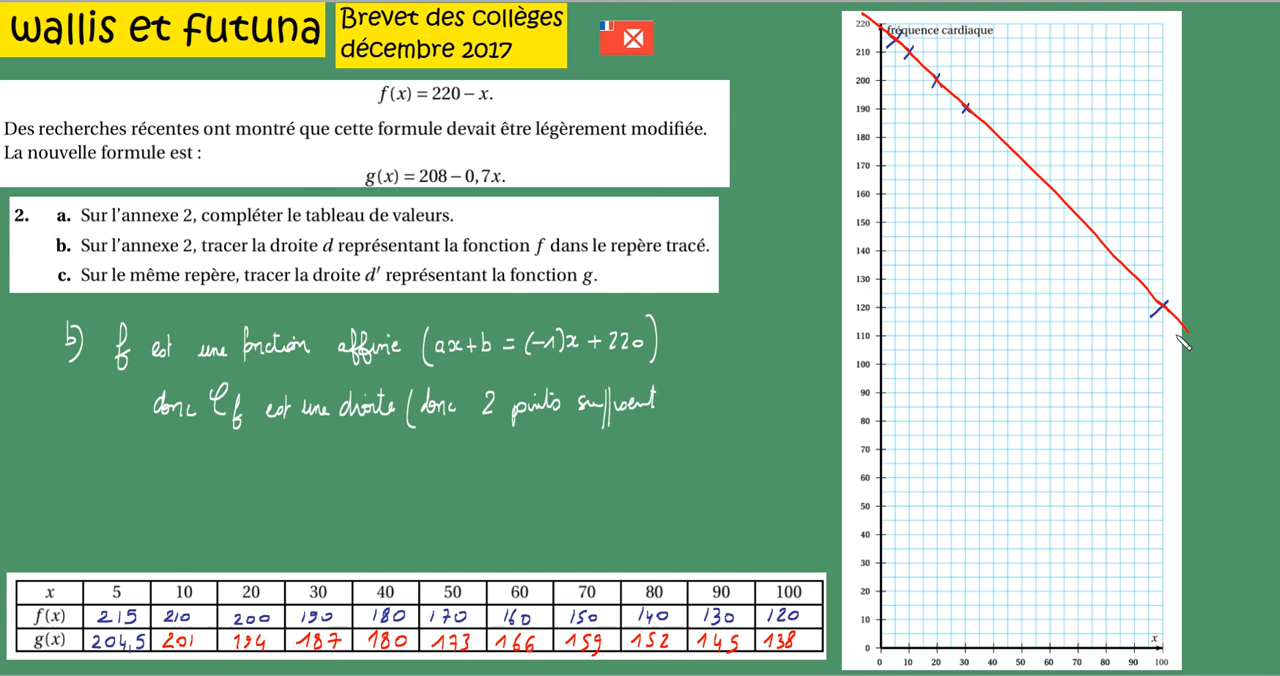 wallis et futuna
Brevet des collèges
décembre 2017
f(x) = 220 – x.
Des recherches récentes ont montré que cette formule devait être légèrement modifiée.
La nouvelle formule est :
g(x) = 208 – 0,7x.
2. a. Sur l'annexe 2, compléter le tableau de valeurs.
b. Sur l'annexe 2, tracer la droite d représentant la fonction f dans le repère tracé.
c. Sur le même repère, tracer la droite d′ représentant la fonction g.
b) f est une fonction affine (ax+b = (-1)x + 220)
donc Cf est une droite (donc 2 points suffisent
x 5 10 20 30 40 50 60 70 80 90 100
f(x) 215 210 200 190 180 170 160 150 140 130 120
g(x) 204,5 201 194 187 180 173 166 159 152 145 138
fréquence cardiaque
220
210
200
190
180
170
160
150
140
130
120
110
100
90
80
70
60
50
40
30
20
10
0
x
0 10 20 30 40 50 60 70 80 90 100